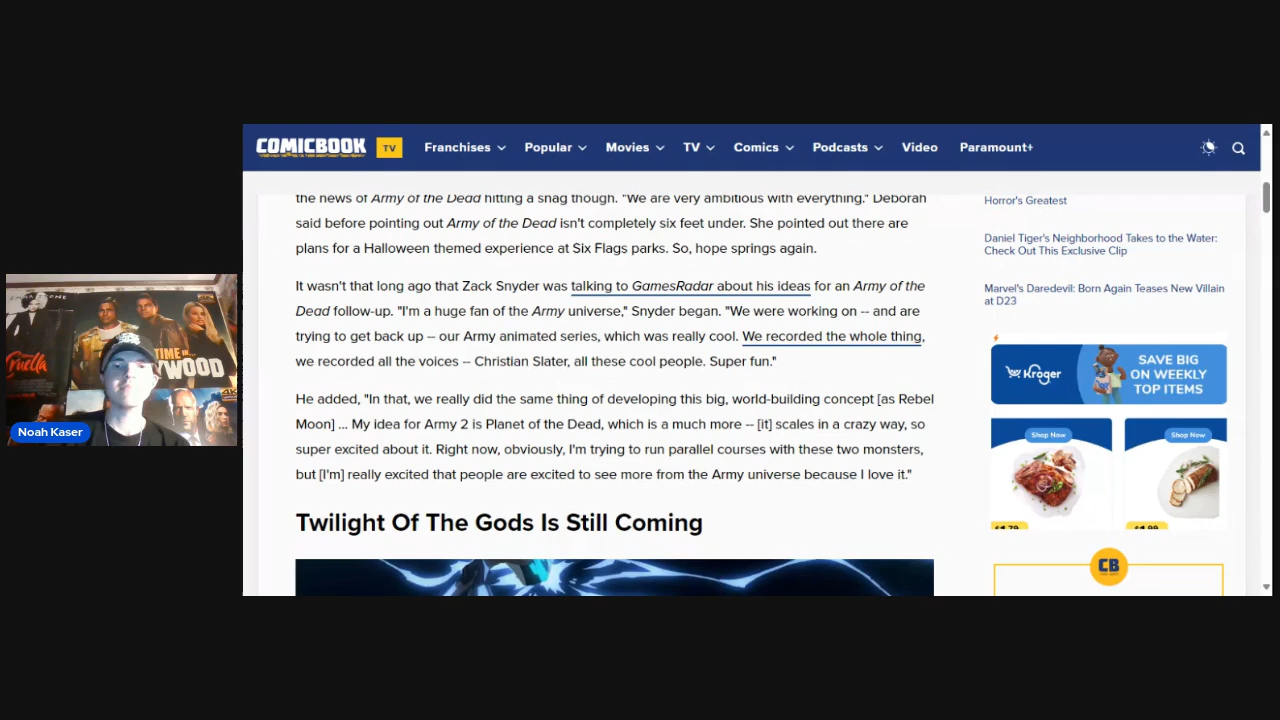 COMICBOOK
TV
Franchises
Popular
Movies
TV
Comics
Podcasts
Video
Paramount+
the news of Army of the Dead hitting a snag though. "We are very ambitious with everything." Deborah
said before pointing out Army of the Dead isn't completely six feet under. She pointed out there are
plans for a Halloween themed experience at Six Flags parks. So, hope springs again.
It wasn't that long ago that Zack Snyder was talking to GamesRadar about his ideas for an Army of the
Dead follow-up. "I'm a huge fan of the Army universe," Snyder began. "We were working on -- and are
trying to get back up -- our Army animated series, which was really cool. We recorded the whole thing,
we recorded all the voices -- Christian Slater, all these cool people. Super fun."
He added, "In that, we really did the same thing of developing this big, world-building concept [as Rebel
Moon] ... My idea for Army 2 is Planet of the Dead, which is a much more -- [it] scales in a crazy way, so
super excited about it. Right now, obviously, I'm trying to run parallel courses with these two monsters,
but [I'm] really excited that people are excited to see more from the Army universe because I love it."
Twilight Of The Gods Is Still Coming
Horror's Greatest
Daniel Tiger's Neighborhood Takes to the Water:
Check Out This Exclusive Clip
Marvel's Daredevil: Born Again Teases New Villain
at D23
Kroger
SAVE BIG
ON WEEKLY
TOP ITEMS
Shop Now
Shop Now
CB
Cruella
TIME IN...
WOOD
4K
Noah Kaser